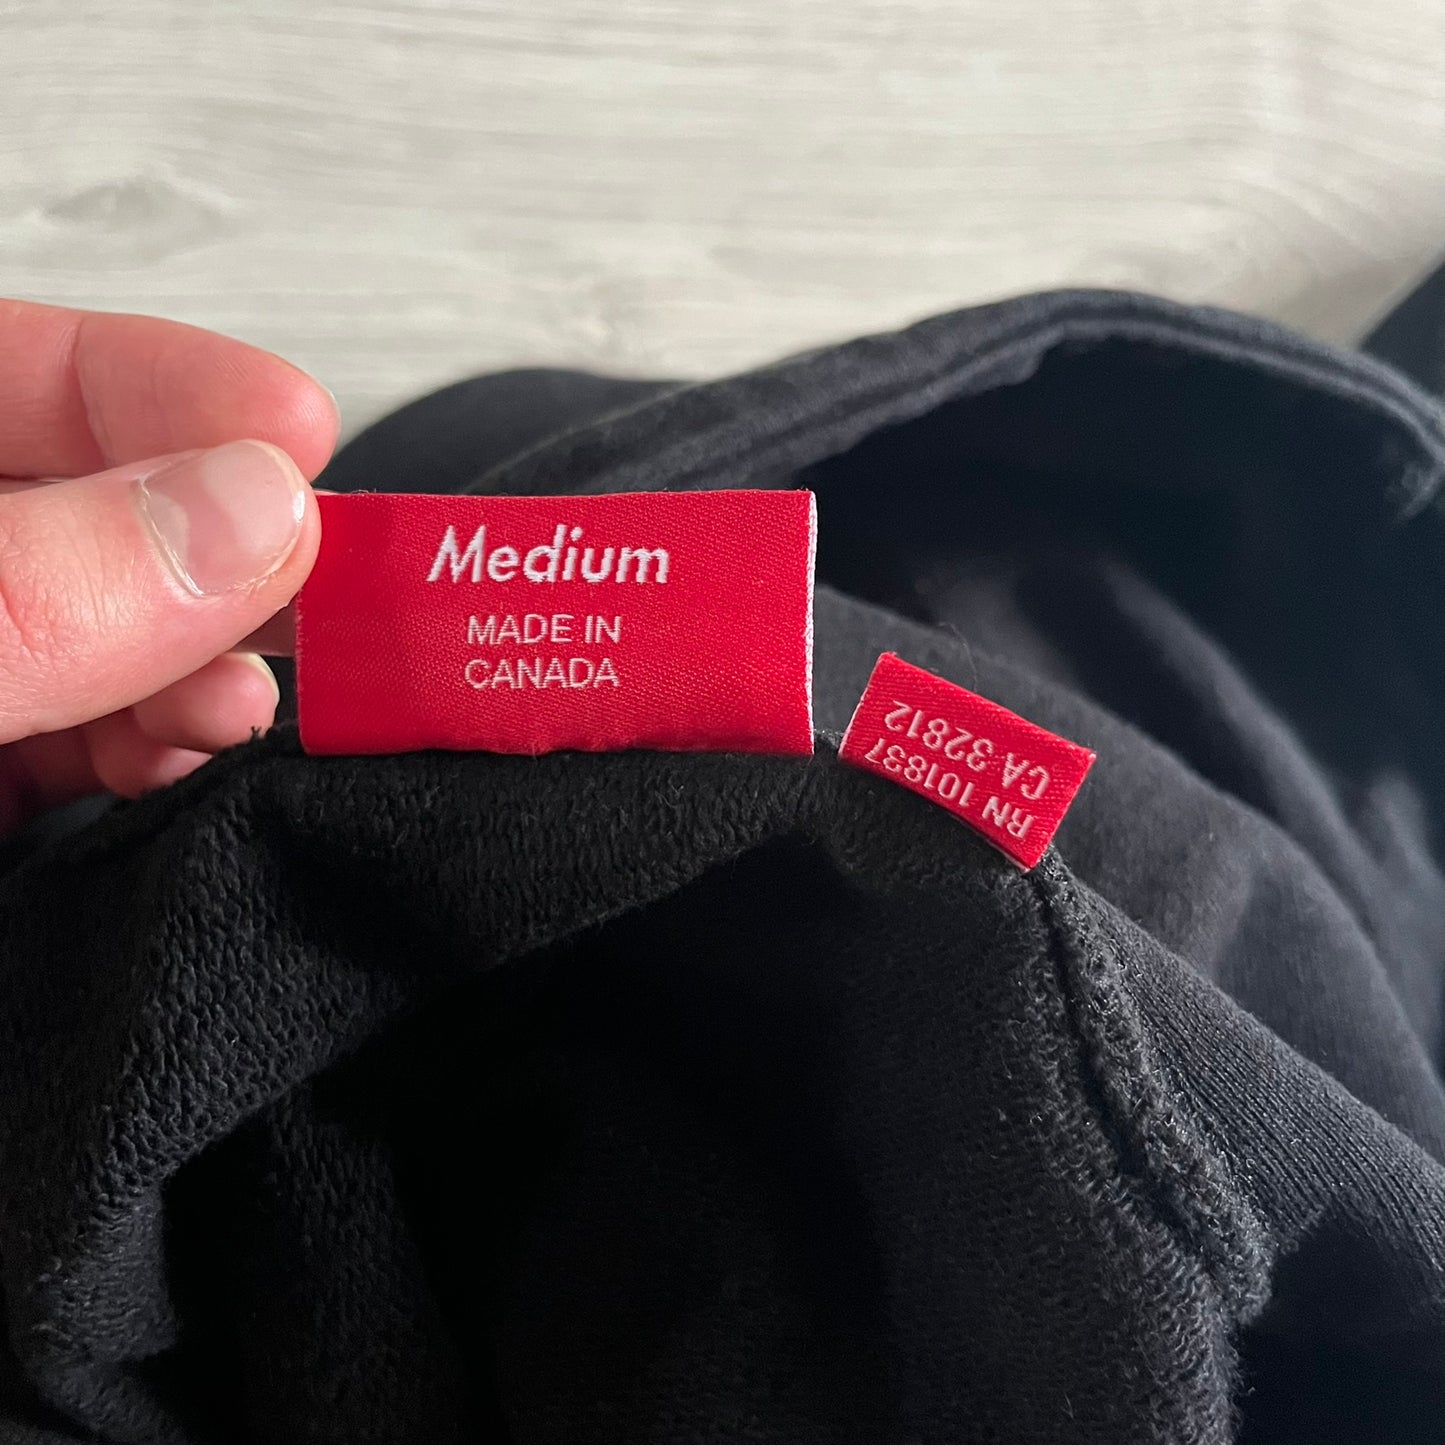 Medium
MADE IN
CANADA
RN 101837
CA 32812